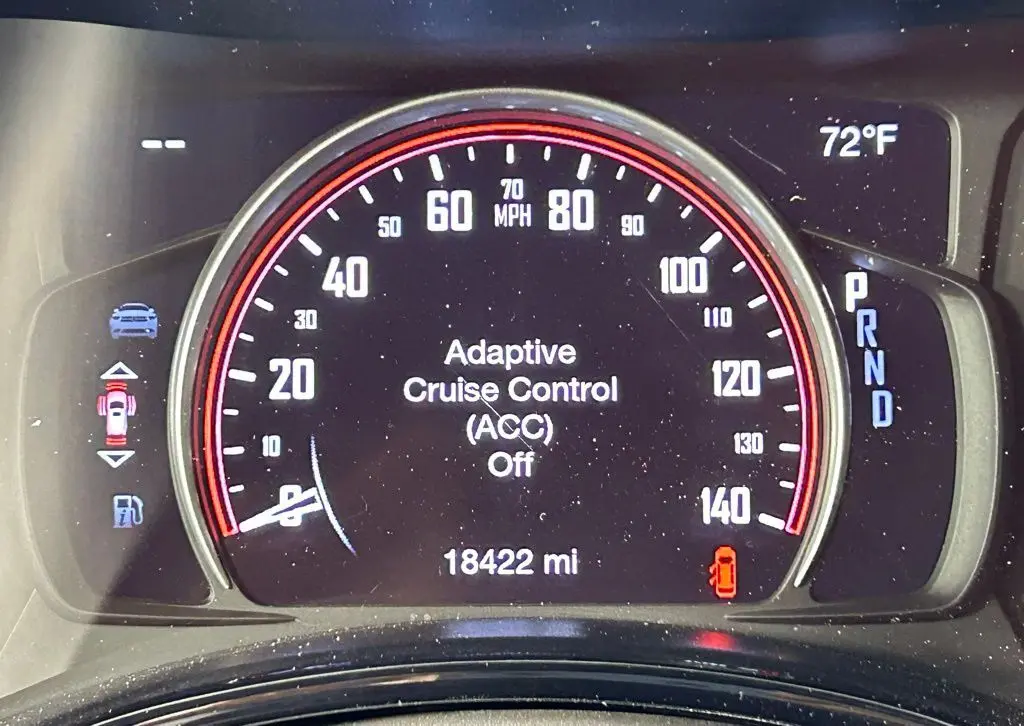 --
72°F
70
60 MPH 80
50 90
40 100
30 110
20 120
10 130
0 140
P
R
N
D
Adaptive
Cruise Control
(ACC)
Off
18422 mi